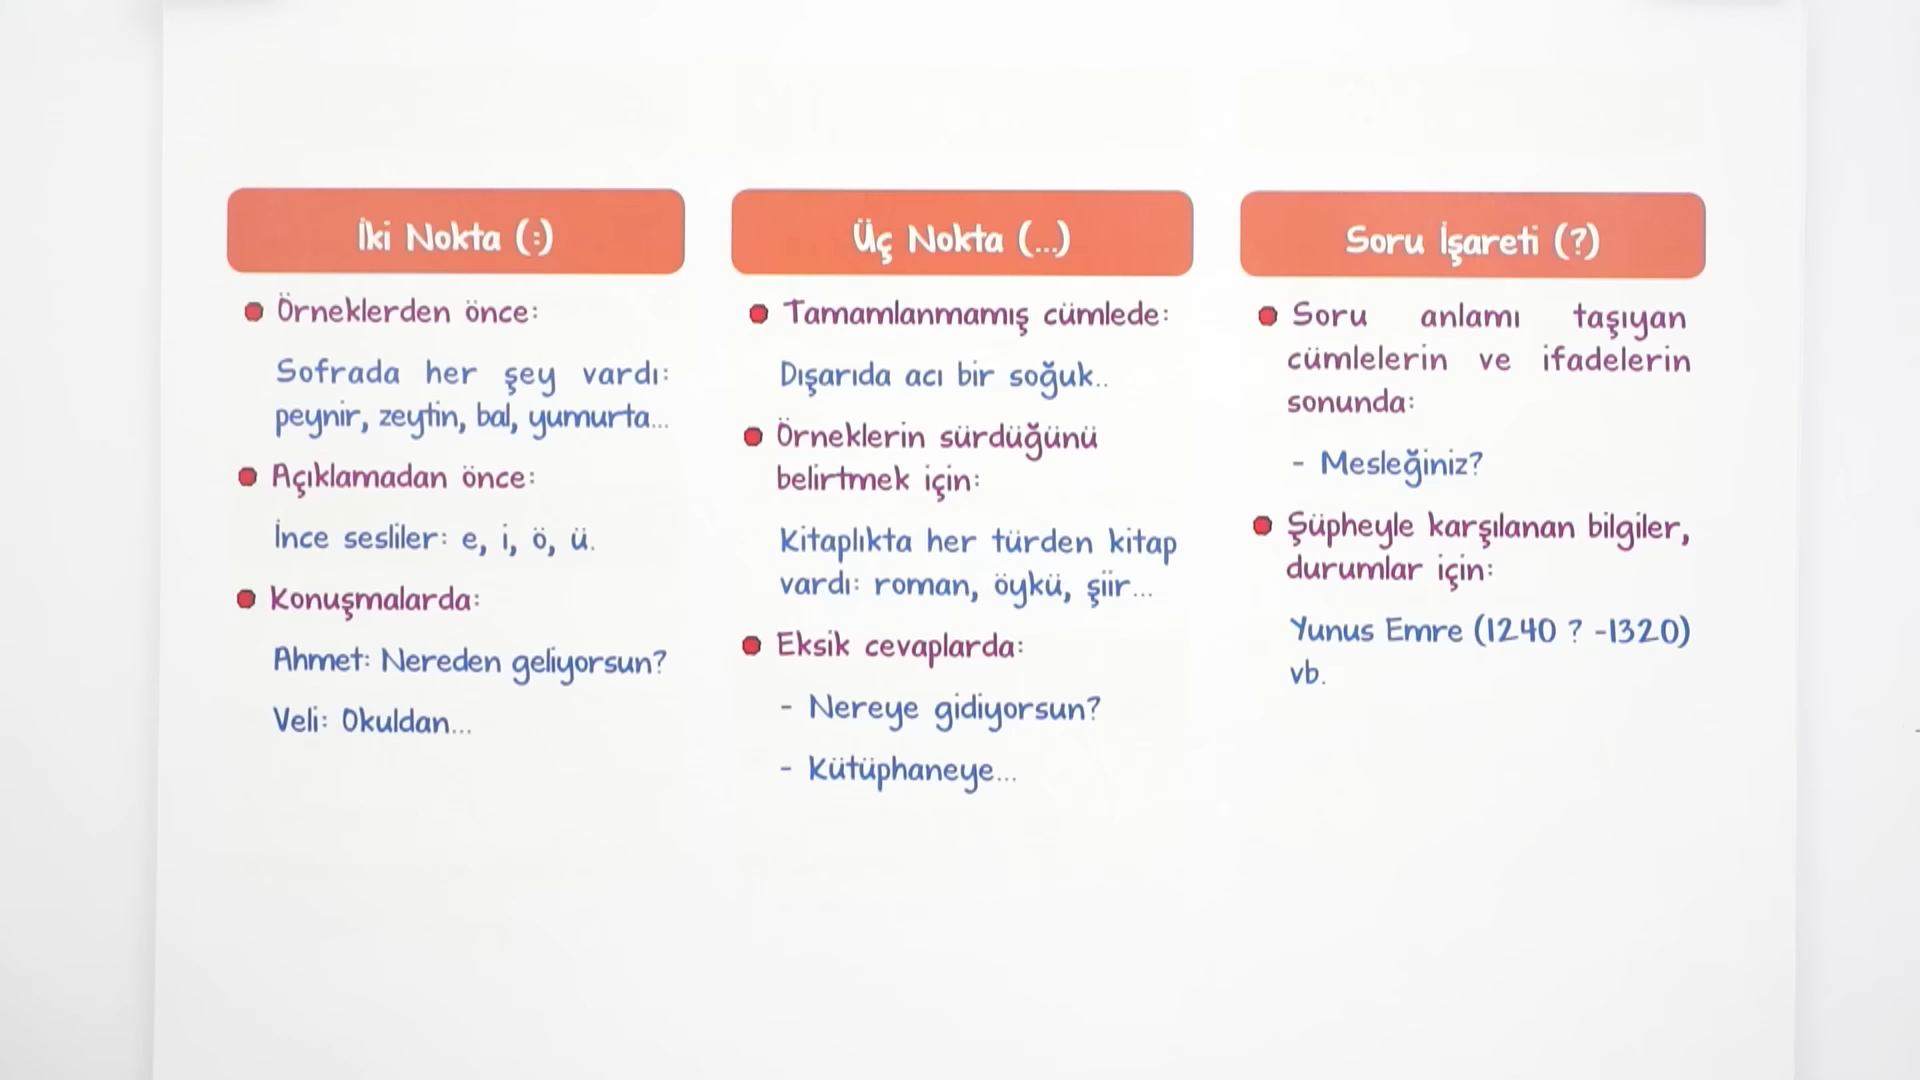 İki Nokta (:)
Örneklerden önce:
Sofrada her şey vardı:
peynir, zeytin, bal, yumurta...
Açıklamadan önce:
İnce sesliler: e, i, ö, ü.
Konuşmalarda:
Ahmet: Nereden geliyorsun?
Veli: Okuldan...
Üç Nokta (...)
Tamamlanmamış cümlede:
Dışarıda acı bir soğuk..
Örneklerin sürdüğünü
belirtmek için:
Kitaplıkta her türden kitap
vardı: roman, öykü, şiir...
Eksik cevaplarda:
- Nereye gidiyorsun?
- Kütüphaneye...
Soru İşareti (?)
Soru anlamı taşıyan
cümlelerin ve ifadelerin
sonunda:
- Mesleğiniz?
Şüpheyle karşılanan bilgiler,
durumlar için:
Yunus Emre (1240 ? -1320)
vb.